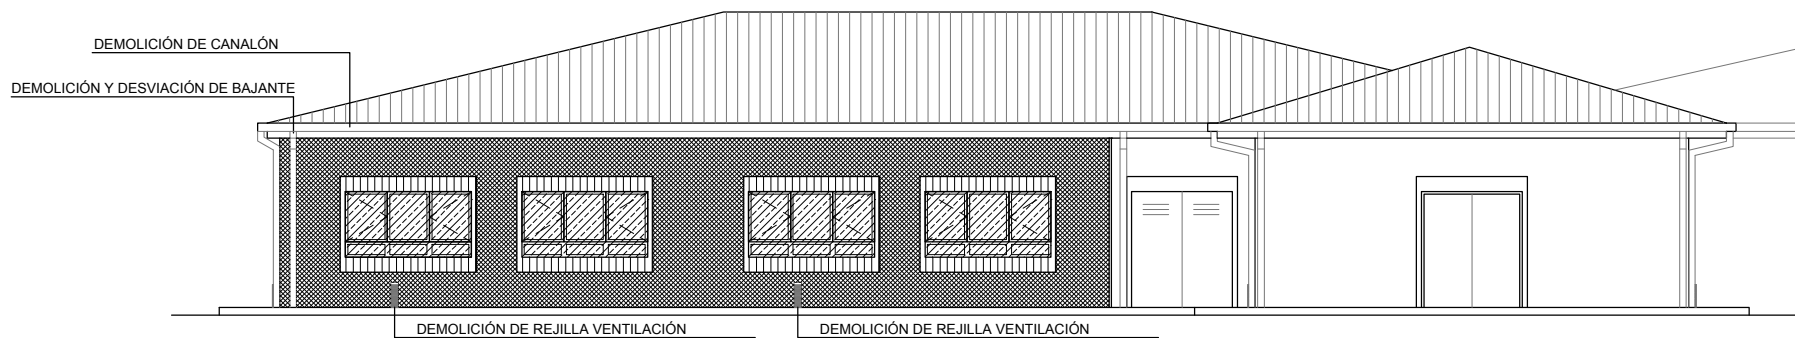 DEMOLICIÓN DE CANALÓN
DEMOLICIÓN Y DESVIACIÓN DE BAJANTE
DEMOLICIÓN DE REJILLA VENTILACIÓN
DEMOLICIÓN DE REJILLA VENTILACIÓN